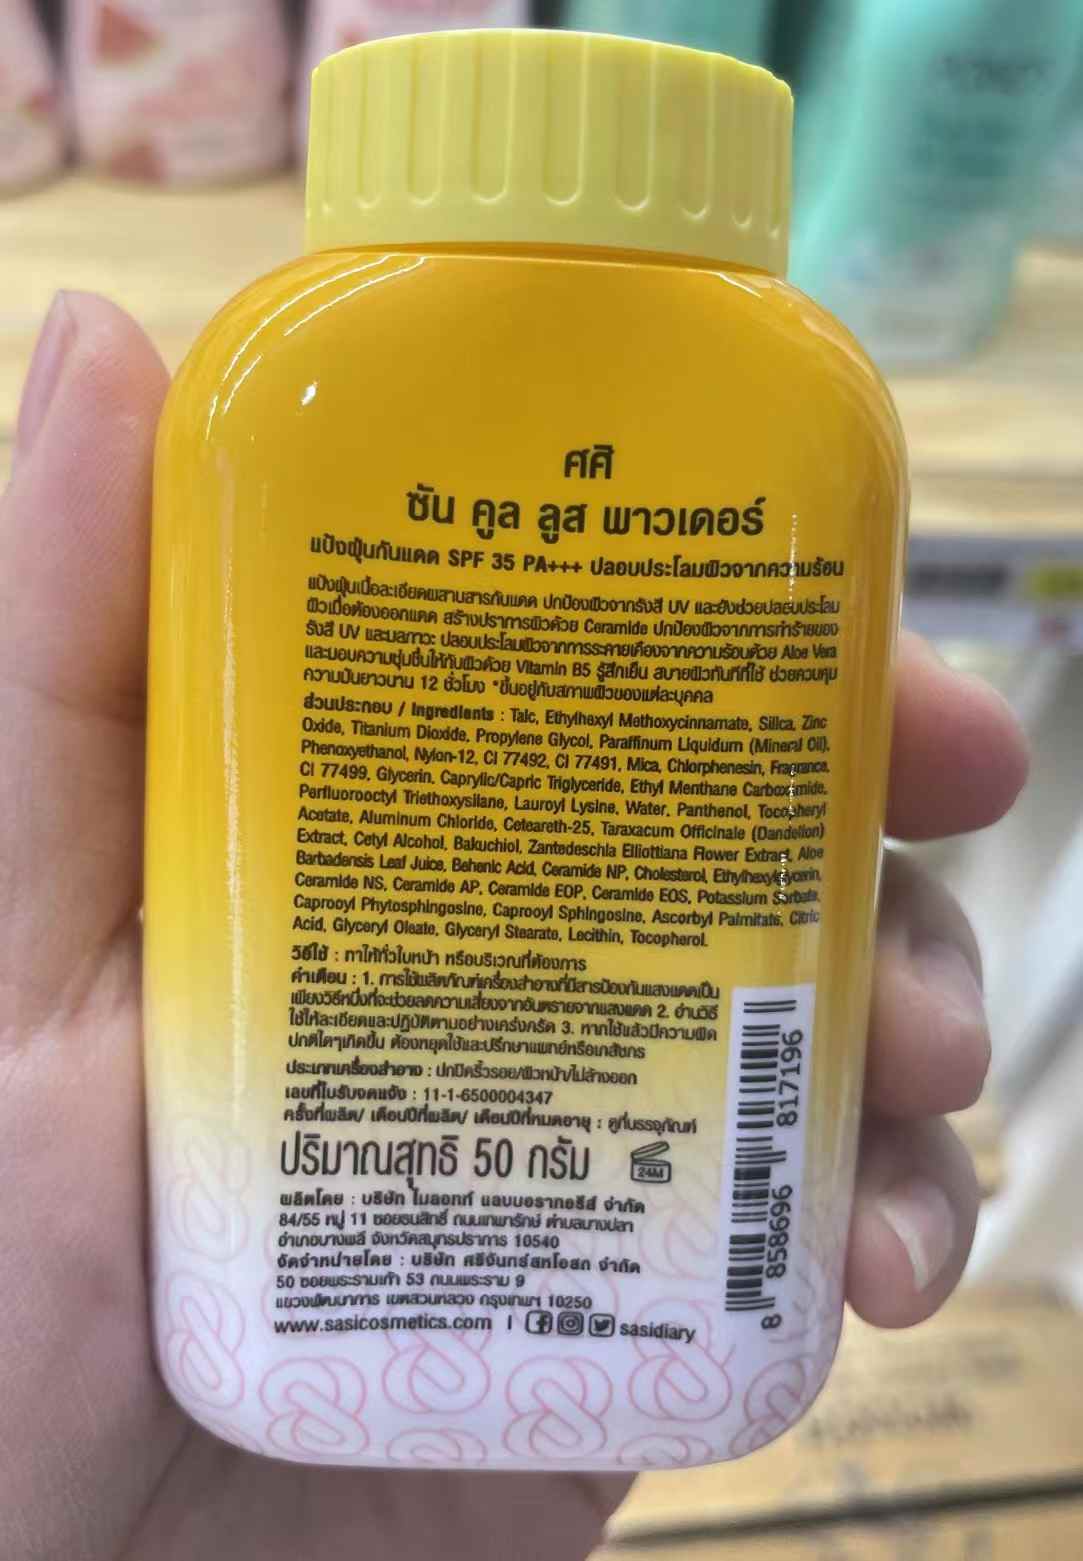 ศศิ
ซัน คูล ลูส พาวเดอร์
แป้งฝุ่นกันแดด SPF 35 PA+++ ปลอบประโลมผิวจากความร้อน
แป้งฝุ่นเนื้อละเอียดผสานสารกันแดด ปกป้องผิวจากรังสี UV และยังช่วยปลอบประโลม
ผิวเมื่อต้องออกแดด สร้างปราการผิวด้วย Ceramide ปกป้องผิวจากการทำร้ายของ
รังสี UV และมลภาวะ ปลอบประโลมผิวจากการระคายเคืองจากความร้อนด้วย Aloe Vera
และมอบความชุ่มชื่นให้กับผิวด้วย Vitamin B5 รู้สึกเย็น สบายผิวทันทีที่ใช้ ช่วยควบคุม
ความมันยาวนาน 12 ชั่วโมง *ขึ้นอยู่กับสภาพผิวของแต่ละบุคคล
ส่วนประกอบ / Ingredients : Talc, Ethylhexyl Methoxycinnamate, Silica, Zinc
Oxide, Titanium Dioxide, Propylene Glycol, Paraffinum Liquidum (Mineral Oil),
Phenoxyethanol, Nylon-12, CI 77492, CI 77491, Mica, Chlorphenesin, Fragrance,
CI 77499, Glycerin, Caprylic/Capric Triglyceride, Ethyl Menthane Carboxamide,
Perfluorooctyl Triethoxysilane, Lauroyl Lysine, Water, Panthenol, Tocopheryl
Acetate, Aluminum Chloride, Ceteareth-25, Taraxacum Officinale (Dandelion)
Extract, Cetyl Alcohol, Bakuchiol, Zantedeschia Elliottiana Flower Extract, Aloe
Barbadensis Leaf Juice, Behenic Acid, Ceramide NP, Cholesterol, Ethylhexylglycerin,
Ceramide NS, Ceramide AP, Ceramide EOP, Ceramide EOS, Potassium Sorbate,
Caprooyl Phytosphingosine, Caprooyl Sphingosine, Ascorbyl Palmitate, Citric
Acid, Glyceryl Oleate, Glyceryl Stearate, Lecithin, Tocopherol.
วิธีใช้ : ทาให้ทั่วใบหน้า หรือบริเวณที่ต้องการ
คำเตือน : 1. การใช้ผลิตภัณฑ์เครื่องสำอางที่มีสารป้องกันแสงแดดเป็น
เพียงวิธีหนึ่งที่จะช่วยลดความเสี่ยงจากอันตรายจากแสงแดด 2. อ่านวิธี
ใช้ให้ละเอียดและปฏิบัติตามอย่างเคร่งครัด 3. หากใช้แล้วมีความผิด
ปกติใดๆเกิดขึ้น ต้องหยุดใช้และปรึกษาแพทย์หรือเภสัชกร
ประเภทเครื่องสำอาง : ปกปิดริ้วรอย/ผิวหน้า/ไม่ล้างออก
เลขที่ใบรับจดแจ้ง : 11-1-6500004347
ครั้งที่ผลิต/ เดือนปีที่ผลิต/ เดือนปีที่หมดอายุ : ดูที่บรรจุภัณฑ์
ปริมาณสุทธิ 50 กรัม
24M
ผลิตโดย : บริษัท ไมลอทท์ แลบบอราทอรีส์ จำกัด
84/55 หมู่ 11 ซอยธนสิทธิ์ ถนนเทพารักษ์ ตำบลบางปลา
อำเภอบางพลี จังหวัดสมุทรปราการ 10540
จัดจำหน่ายโดย : บริษัท ศรีจันทร์สหโอสถ จำกัด
50 ซอยพระรามเก้า 53 ถนนพระราม 9
แขวงพัฒนาการ เขตสวนหลวง กรุงเทพฯ 10250
www.sasicosmetics.com | sasidiary
8 858696 817196